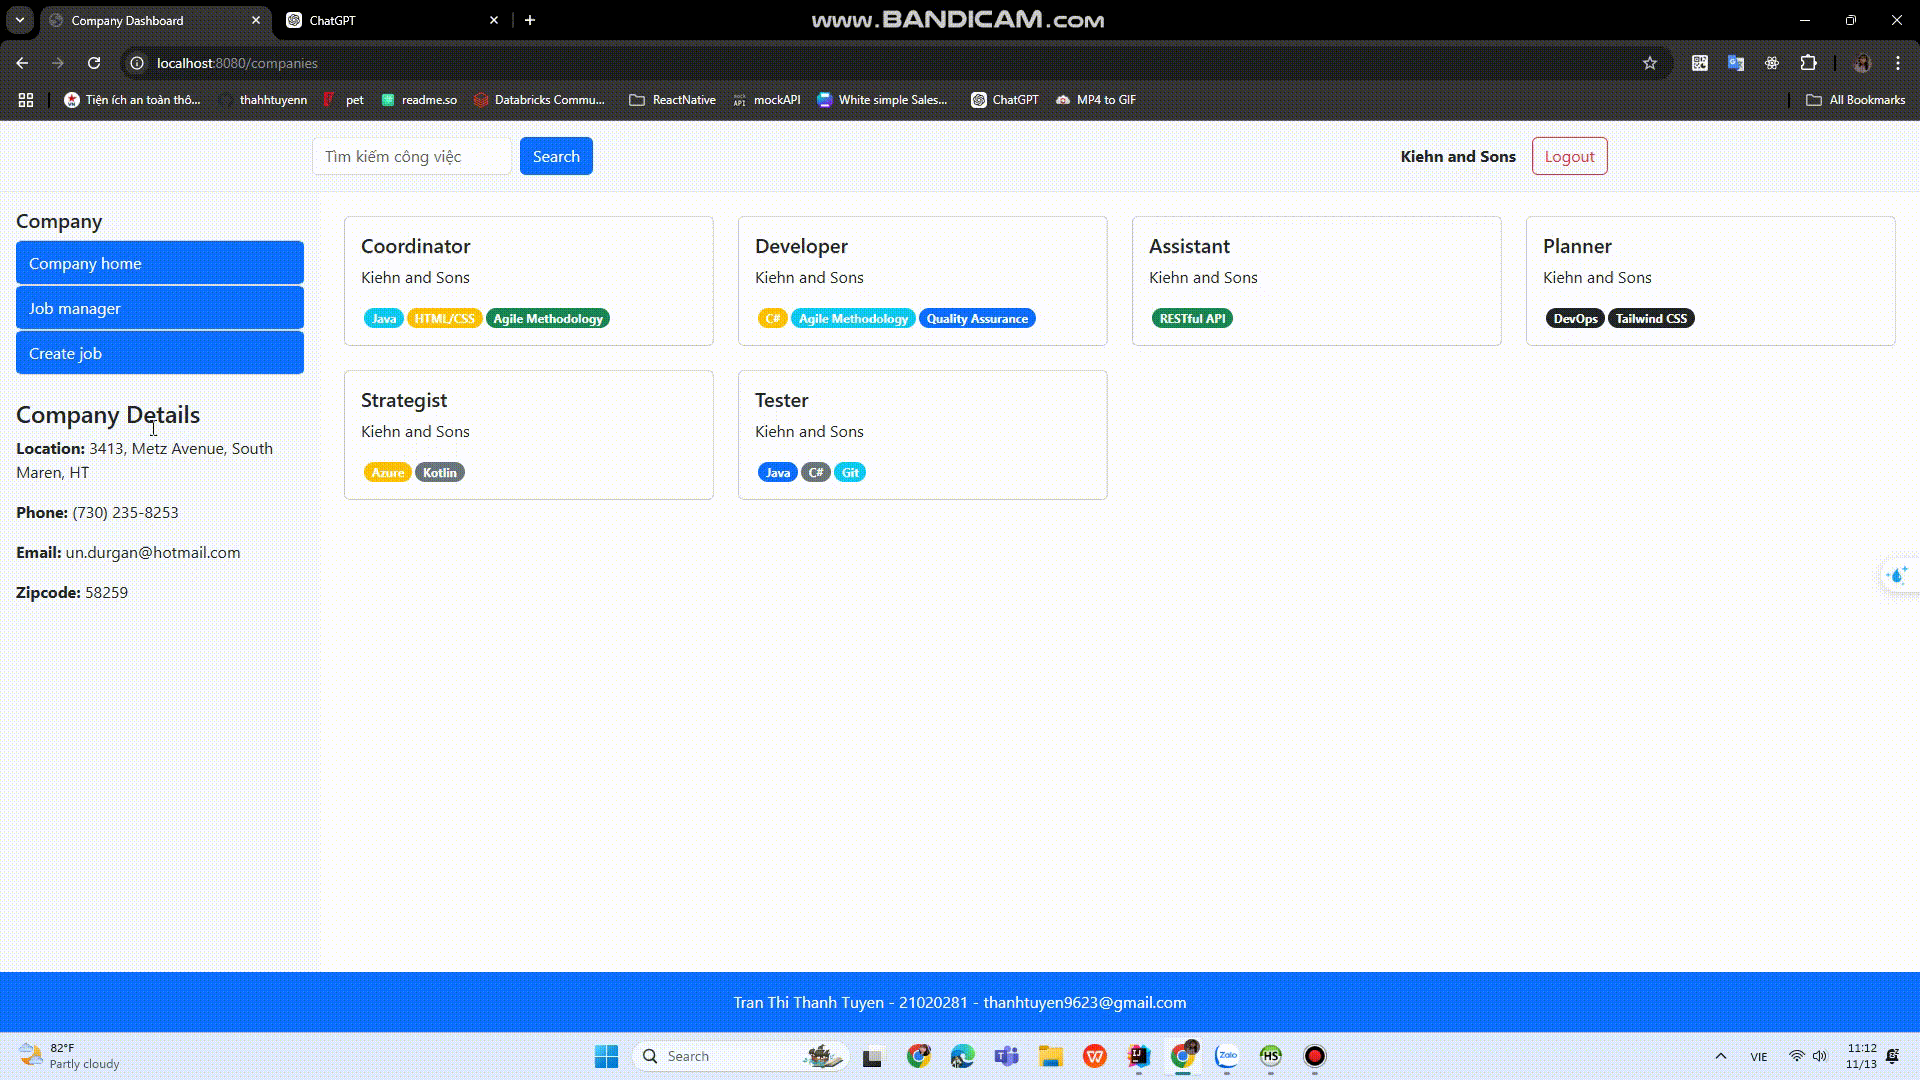 Company Dashboard
ChatGPT
www.BANDICAM.com
localhost:8080/companies
Tiện ích an toàn thô...
thahhtuyenn
pet
readme.so
Databricks Commu...
ReactNative
mockAPI
White simple Sales...
ChatGPT
MP4 to GIF
All Bookmarks
Tìm kiếm công việc
Search
Kiehn and Sons
Logout
Company
Company home
Job manager
Create job
Company Details
Location: 3413, Metz Avenue, South
Maren, HT
Phone: (730) 235-8253
Email: un.durgan@hotmail.com
Zipcode: 58259
Coordinator
Kiehn and Sons
Java HTML/CSS Agile Methodology
Developer
Kiehn and Sons
C# Agile Methodology Quality Assurance
Assistant
Kiehn and Sons
RESTful API
Planner
Kiehn and Sons
DevOps Tailwind CSS
Strategist
Kiehn and Sons
Azure Kotlin
Tester
Kiehn and Sons
Java C# Git
Tran Thi Thanh Tuyen - 21020281 - thanhtuyen9623@gmail.com
82°F
Partly cloudy
Search
Zalo
HS
VIE
11:12
11/13